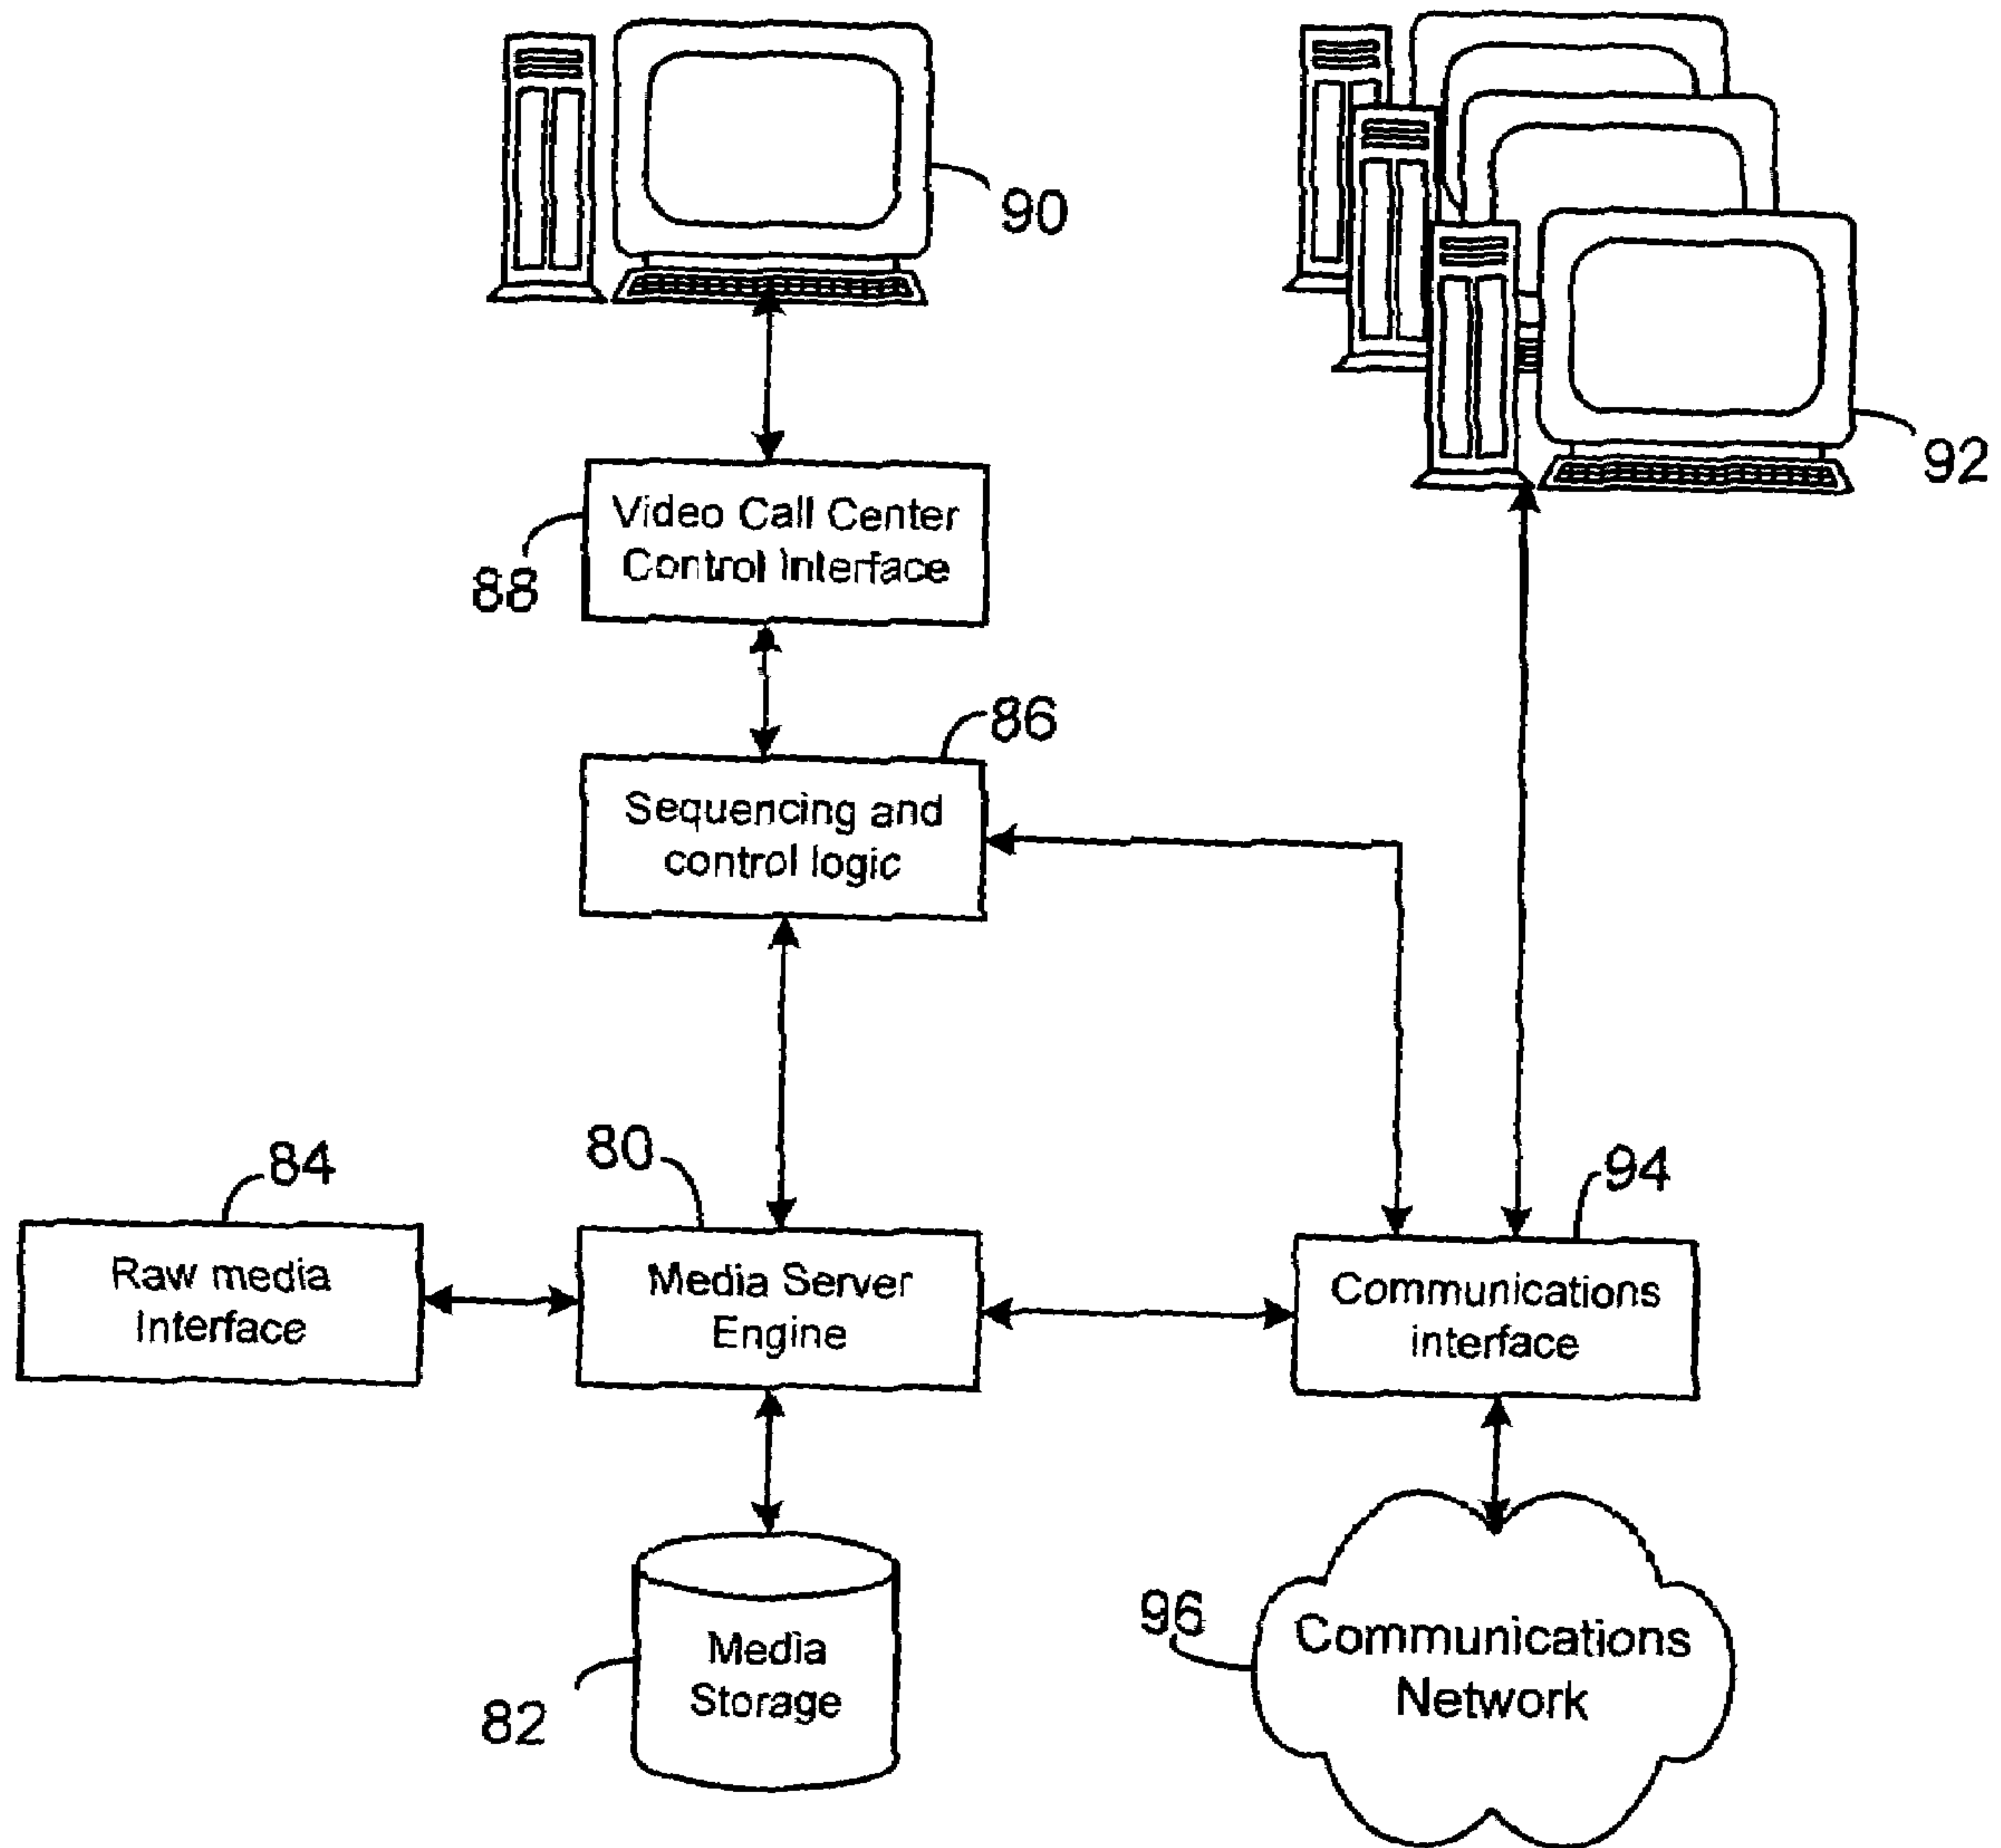 90
92
Video Call Center
Control Interface
88
86
Sequencing and
control logic
84
80
94
Raw media
Interface
Media Server
Engine
Communications
interface
Media
Storage
82
96
Communications
Network